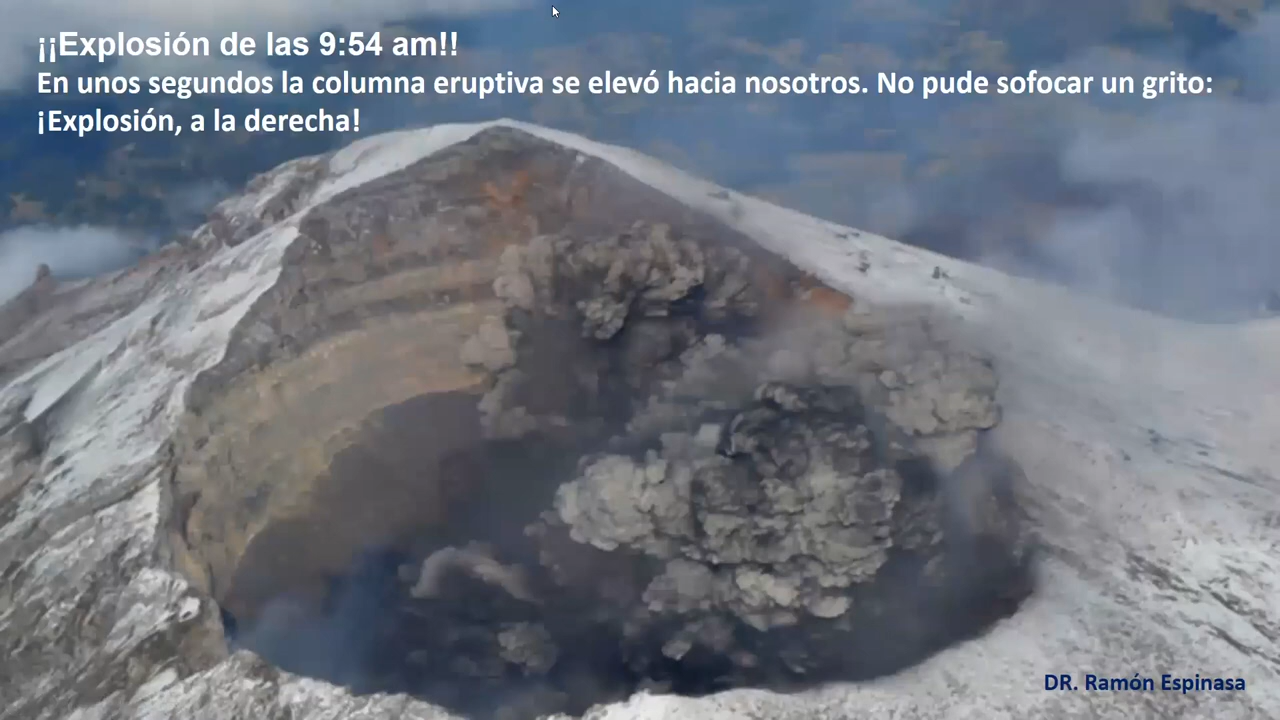 ¡¡Explosión de las 9:54 am!!
En unos segundos la columna eruptiva se elevó hacia nosotros. No pude sofocar un grito:
¡Explosión, a la derecha!
DR. Ramón Espinasa